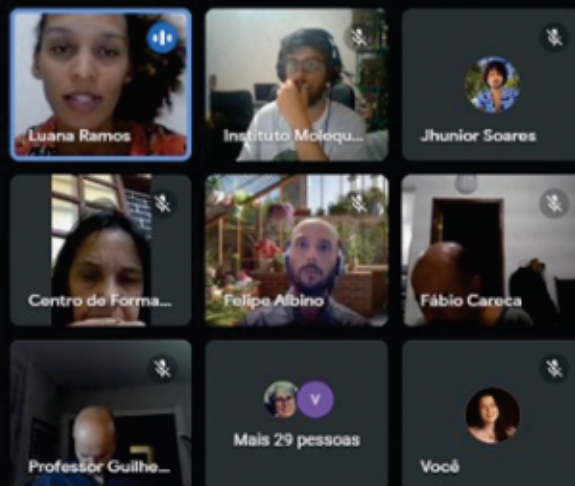 Luana Ramos
Instituto Molequ...
Jhunior Soares
Centro de Forma...
Felipe Albino
Fábio Careca
Professor Guilhe...
V
Mais 29 pessoas
Você